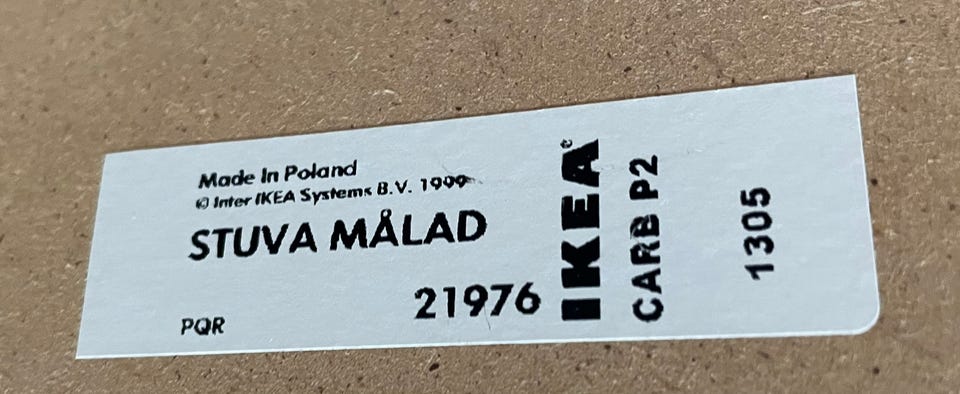 Made In Poland
© Inter IKEA Systems B.V. 1999
STUVA MÅLAD
21976
PQR
IKEA
CARB P2
1305